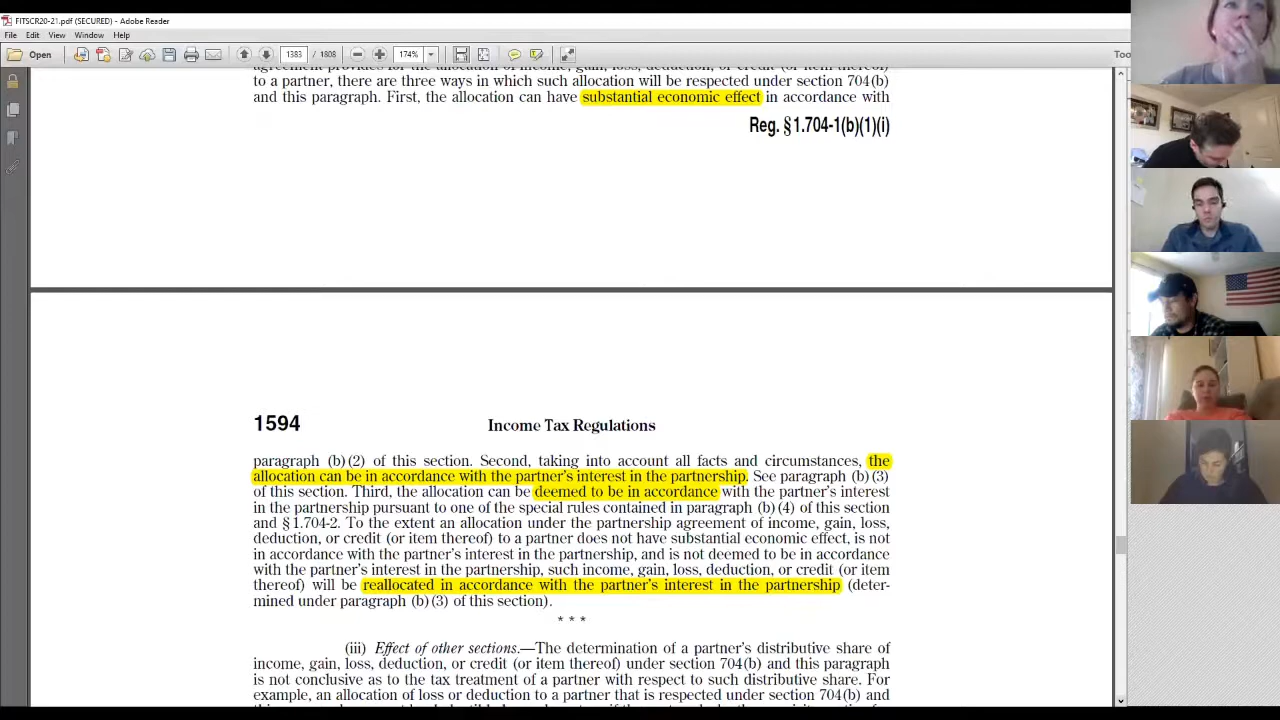 FITSCR20-21.pdf (SECURED) - Adobe Reader
File Edit View Window Help
Open 1383 / 1808 174% Too
to a partner, there are three ways in which such allocation will be respected under section 704(b)
and this paragraph. First, the allocation can have substantial economic effect in accordance with
Reg. §1.704-1(b)(1)(i)
1594 Income Tax Regulations
paragraph (b)(2) of this section. Second, taking into account all facts and circumstances, the
allocation can be in accordance with the partner's interest in the partnership. See paragraph (b)(3)
of this section. Third, the allocation can be deemed to be in accordance with the partner's interest
in the partnership pursuant to one of the special rules contained in paragraph (b)(4) of this section
and §1.704-2. To the extent an allocation under the partnership agreement of income, gain, loss,
deduction, or credit (or item thereof) to a partner does not have substantial economic effect, is not
in accordance with the partner's interest in the partnership, and is not deemed to be in accordance
with the partner's interest in the partnership, such income, gain, loss, deduction, or credit (or item
thereof) will be reallocated in accordance with the partner's interest in the partnership (deter-
mined under paragraph (b)(3) of this section).
* * *
(iii) Effect of other sections.—The determination of a partner's distributive share of
income, gain, loss, deduction, or credit (or item thereof) under section 704(b) and this paragraph
is not conclusive as to the tax treatment of a partner with respect to such distributive share. For
example, an allocation of loss or deduction to a partner that is respected under section 704(b) and